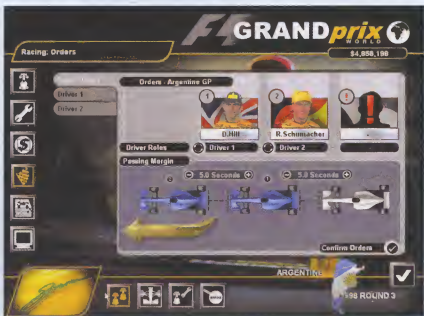 F1 GRAND prix
WORLD
Racing: Orders
$4,956,198
Orders - Argentine GP
Driver 1
Driver 2
1
2
!
D.Hill
R.Schumacher
-
Driver Roles
Driver 1
Driver 2
Passing Margin
5.0 Seconds
5.0 Seconds
Confirm Orders
ARGENTINE
1998 ROUND 3